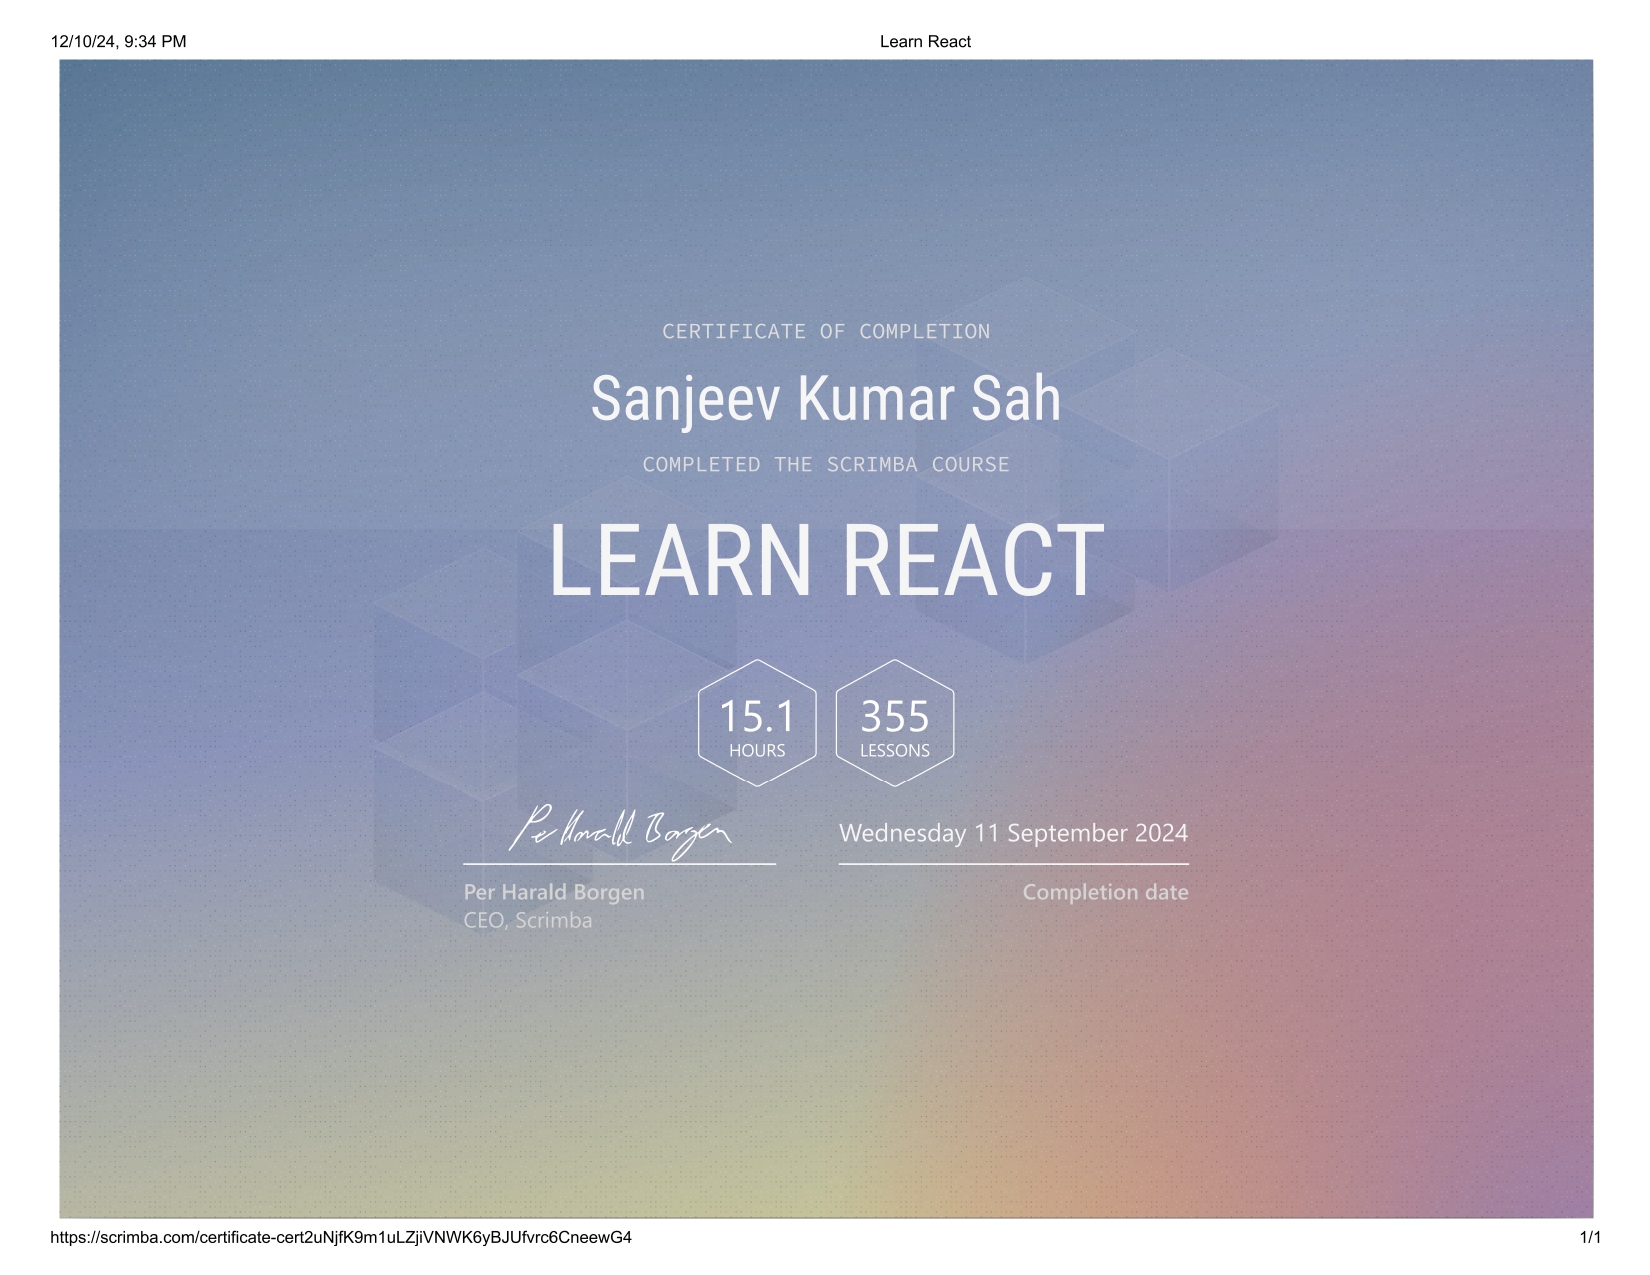 12/10/24, 9:34 PM
Learn React
CERTIFICATE OF COMPLETION
Sanjeev Kumar Sah
COMPLETED THE SCRIMBA COURSE
LEARN REACT
15.1
HOURS
355
LESSONS
Per Harald Borgen
Wednesday 11 September 2024
Per Harald Borgen
Completion date
CEO, Scrimba
https://scrimba.com/certificate-cert2uNjfK9m1uLZjiVNWK6yBJUfvrc6CneewG4
1/1